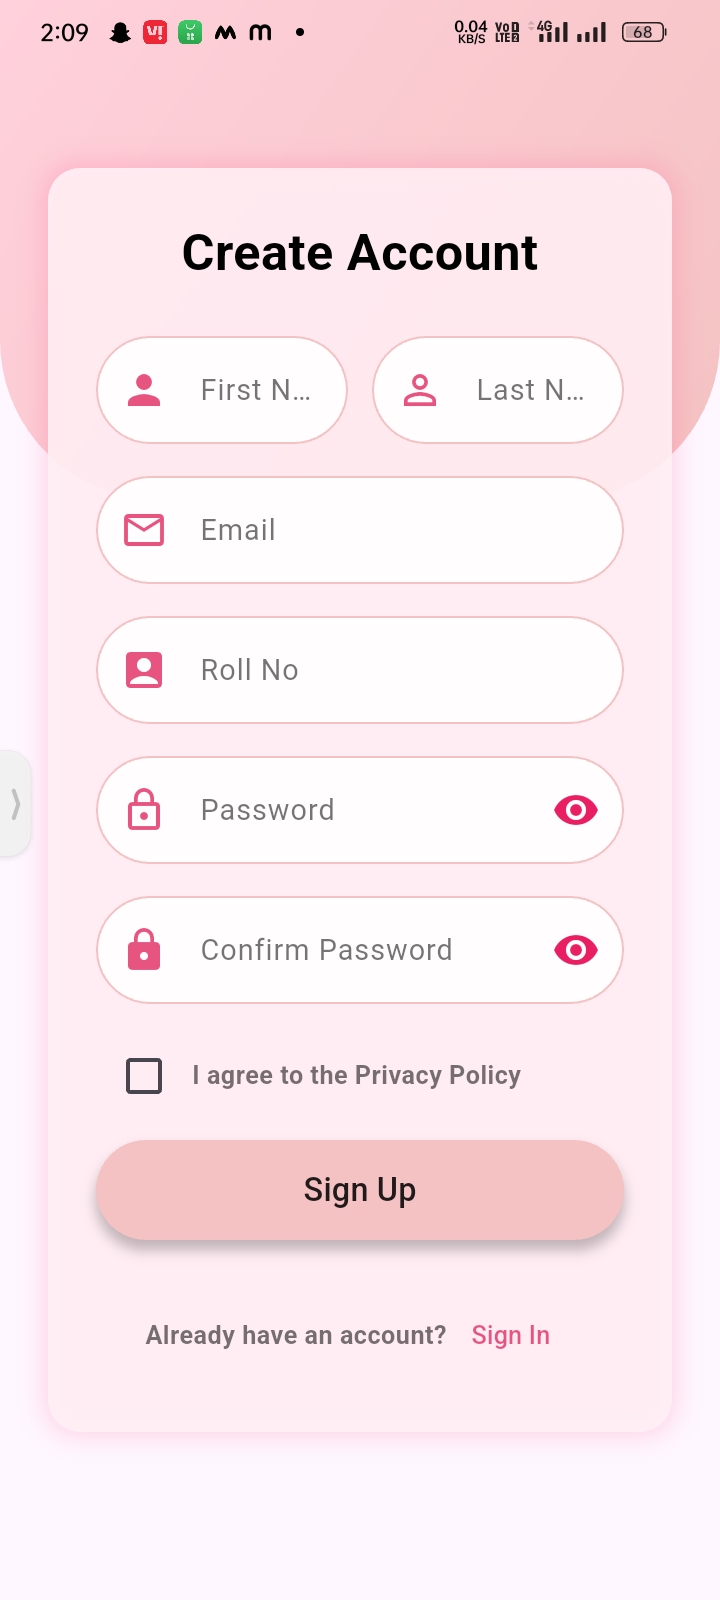 2:09 0.04 KB/S VoD LTE2 4G 68
Create Account
First N... Last N...
Email
Roll No
Password
Confirm Password
I agree to the Privacy Policy
Sign Up
Already have an account? Sign In